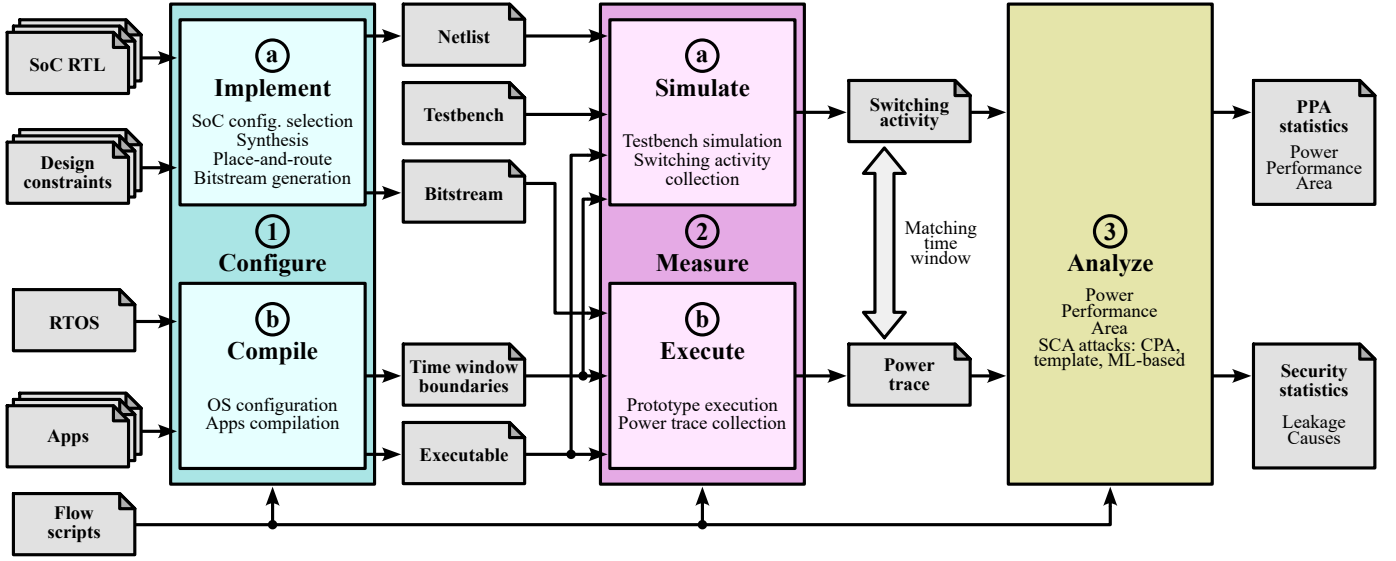 SoC RTL
Design
constraints
RTOS
Apps
Flow
scripts
a
Implement
SoC config. selection
Synthesis
Place-and-route
Bitstream generation
1
Configure
b
Compile
OS configuration
Apps compilation
Netlist
Testbench
Bitstream
Time window
boundaries
Executable
a
Simulate
Testbench simulation
Switching activity
collection
2
Measure
b
Execute
Prototype execution
Power trace collection
Switching
activity
Matching
time
window
Power
trace
3
Analyze
Power
Performance
Area
SCA attacks: CPA,
template, ML-based
PPA
statistics
Power
Performance
Area
Security
statistics
Leakage
Causes